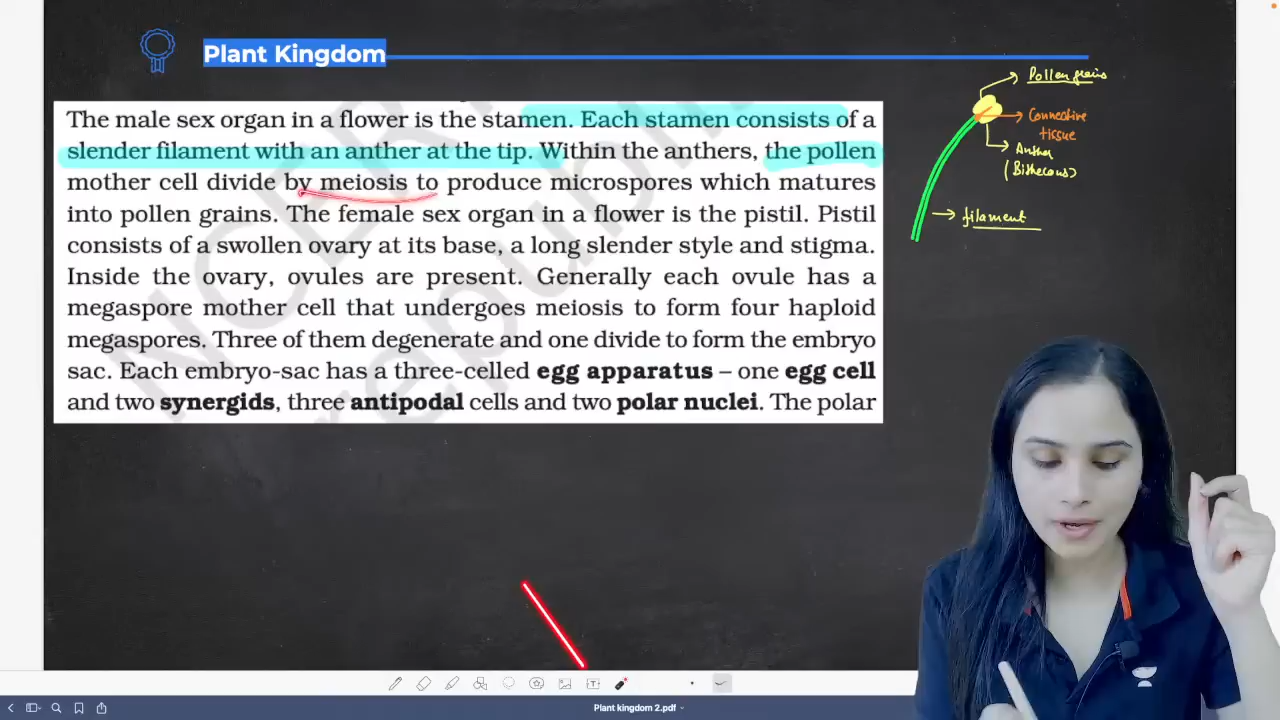 Plant Kingdom
The male sex organ in a flower is the stamen. Each stamen consists of a
slender filament with an anther at the tip. Within the anthers, the pollen
mother cell divide by meiosis to produce microspores which matures
into pollen grains. The female sex organ in a flower is the pistil. Pistil
consists of a swollen ovary at its base, a long slender style and stigma.
Inside the ovary, ovules are present. Generally each ovule has a
megaspore mother cell that undergoes meiosis to form four haploid
megaspores. Three of them degenerate and one divide to form the embryo
sac. Each embryo-sac has a three-celled egg apparatus – one egg cell
and two synergids, three antipodal cells and two polar nuclei. The polar
Pollen grains
Connective
tissue
Anther
(Bithecous)
filament
Plant kingdom 2.pdf